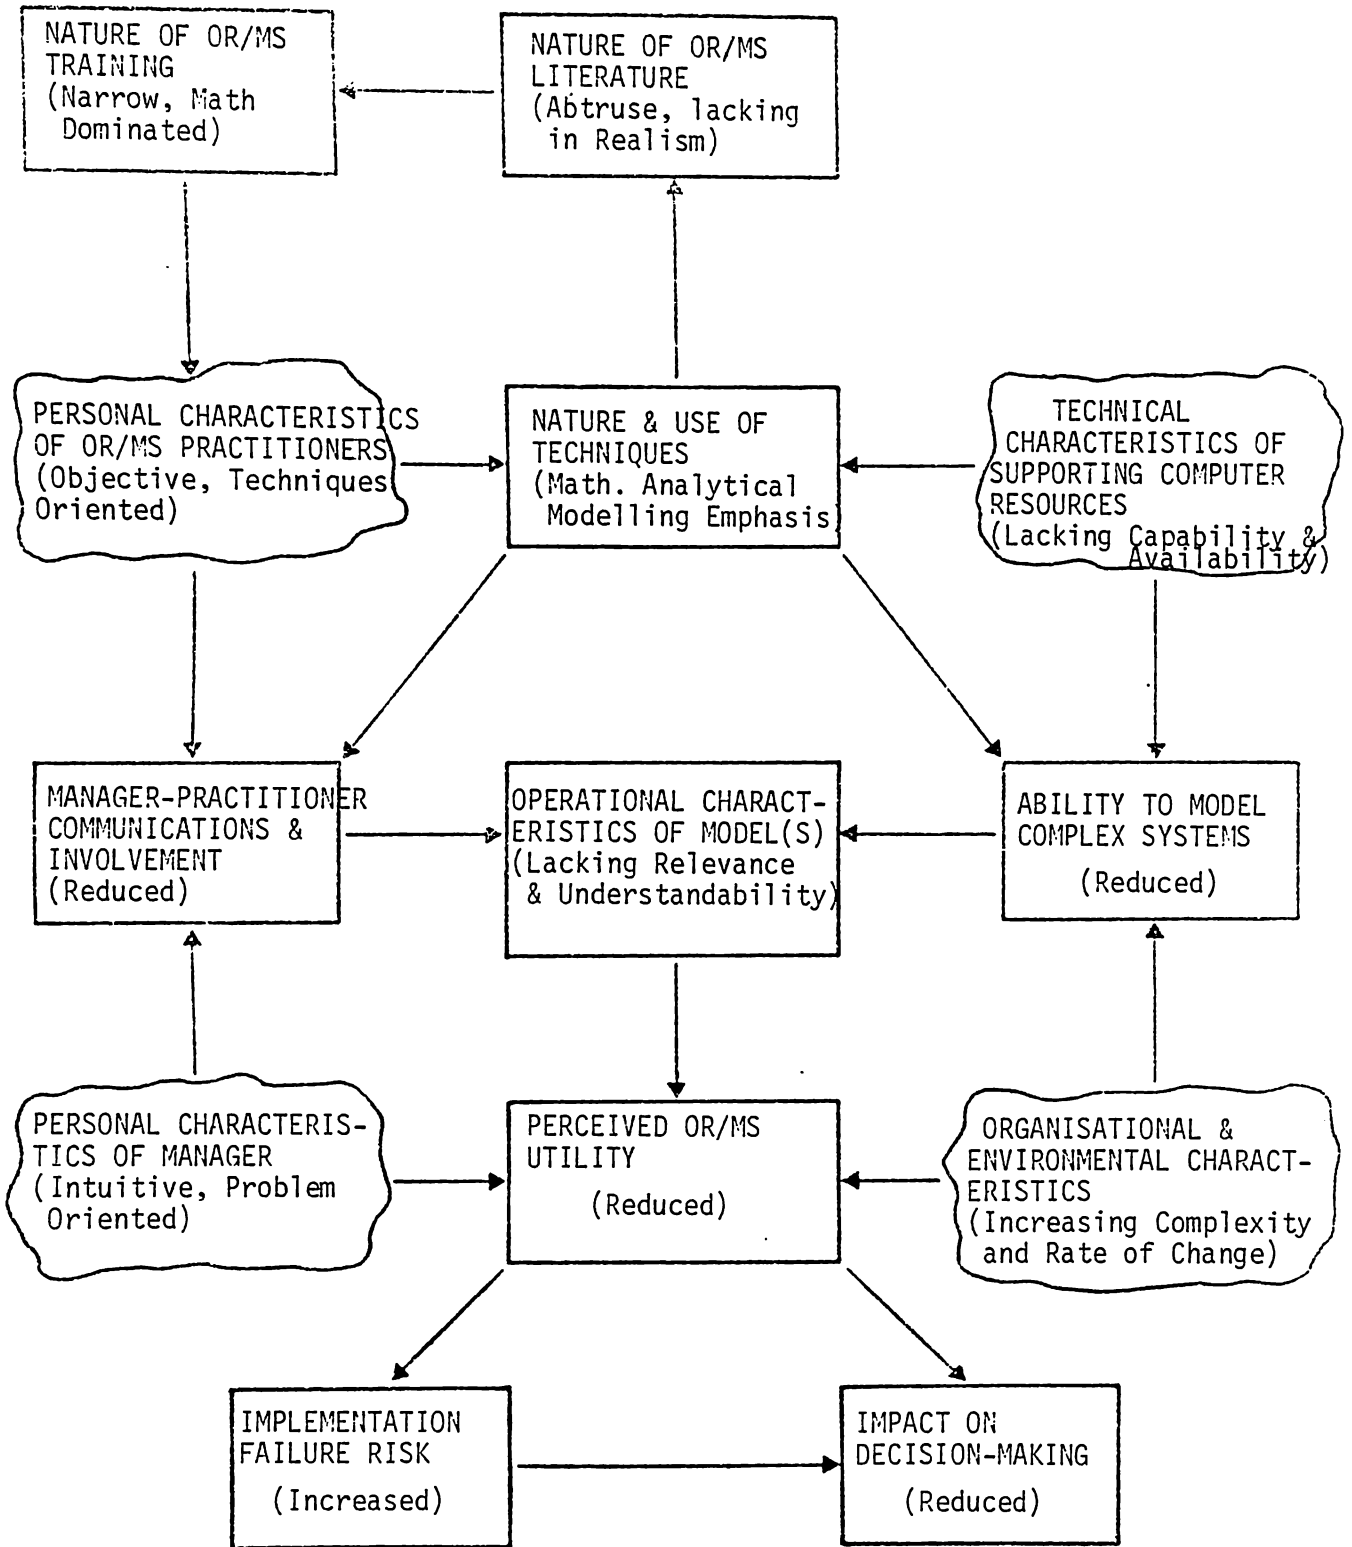 NATURE OF OR/MS
TRAINING
(Narrow, Math
Dominated)
NATURE OF OR/MS
LITERATURE
(Abtruse, lacking
in Realism)
PERSONAL CHARACTERISTICS
OF OR/MS PRACTITIONERS
(Objective, Techniques
Oriented)
NATURE & USE OF
TECHNIQUES
(Math. Analytical
Modelling Emphasis
TECHNICAL
CHARACTERISTICS OF
SUPPORTING COMPUTER
RESOURCES
(Lacking Capability &
Availability)
MANAGER-PRACTITIONER
COMMUNICATIONS &
INVOLVEMENT
(Reduced)
OPERATIONAL CHARACT-
ERISTICS OF MODEL(S)
(Lacking Relevance
& Understandability)
ABILITY TO MODEL
COMPLEX SYSTEMS
(Reduced)
PERSONAL CHARACTERIS-
TICS OF MANAGER
(Intuitive, Problem
Oriented)
PERCEIVED OR/MS
UTILITY
(Reduced)
ORGANISATIONAL &
ENVIRONMENTAL CHARACT-
ERISTICS
(Increasing Complexity
and Rate of Change)
IMPLEMENTATION
FAILURE RISK
(Increased)
IMPACT ON
DECISION-MAKING
(Reduced)